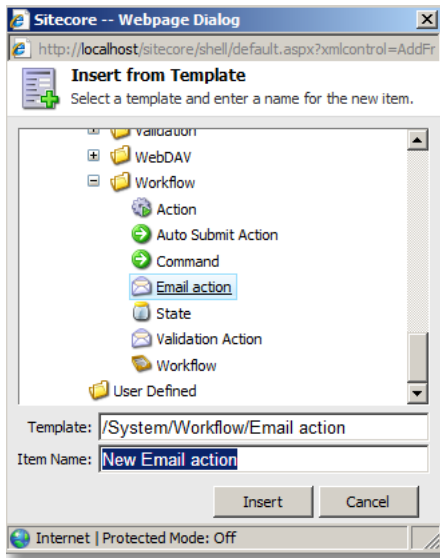 Sitecore -- Webpage Dialog
http://localhost/sitecore/shell/default.aspx?xmlcontrol=AddFr
Insert from Template
Select a template and enter a name for the new item.
Validation
WebDAV
Workflow
Action
Auto Submit Action
Command
Email action
State
Validation Action
Workflow
User Defined
Template: /System/Workflow/Email action
Item Name: New Email action
Insert Cancel
Internet | Protected Mode: Off